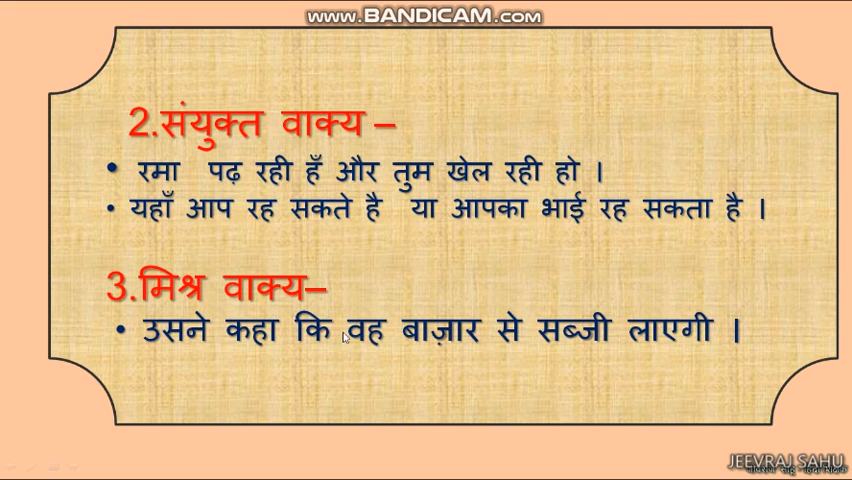 www.BANDICAM.com
2.संयुक्त वाक्य –
• रमा पढ़ रही हँ और तुम खेल रही हो ।
• यहाँ आप रह सकते है या आपका भाई रह सकता है ।
3.मिश्र वाक्य–
• उसने कहा कि वह बाज़ार से सब्जी लाएगी ।
JEEVRAJ SAHU